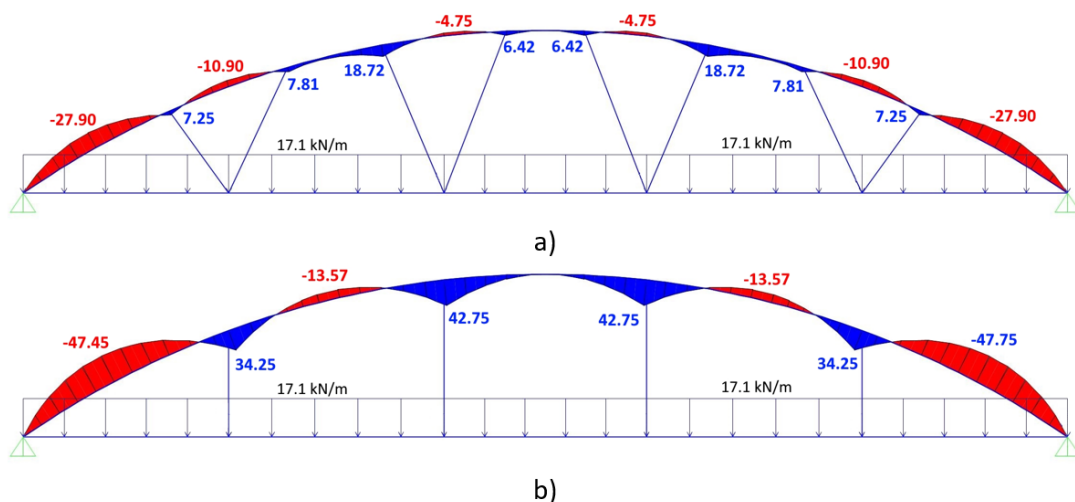 -4.75 -4.75
6.42 6.42
-10.90 18.72 18.72 -10.90
7.81 7.81
-27.90 7.25 7.25 -27.90
17.1 kN/m 17.1 kN/m
a)
-13.57 -13.57
42.75 42.75
-47.45 34.25 34.25 -47.75
17.1 kN/m 17.1 kN/m
b)